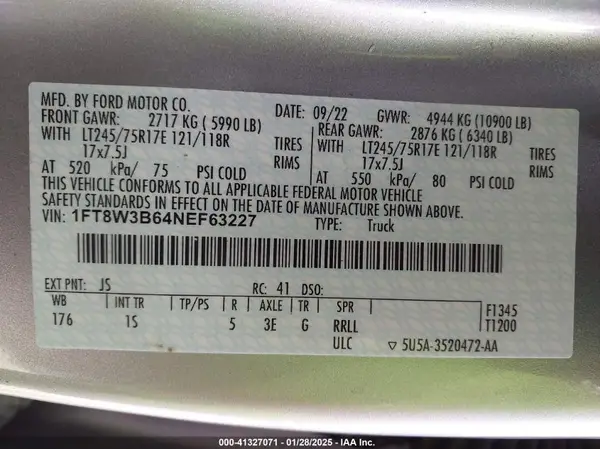 MFD. BY FORD MOTOR CO.
DATE: 09/22 GVWR: 4944 KG (10900 LB)
FRONT GAWR: 2717 KG ( 5990 LB)
REAR GAWR: 2876 KG ( 6340 LB)
WITH LT245/75R17E 121/118R TIRES
WITH LT245/75R17E 121/118R TIRES
17x7.5J RIMS
17x7.5J RIMS
AT 520 kPa/ 75 PSI COLD
AT 550 kPa/ 80 PSI COLD
THIS VEHICLE CONFORMS TO ALL APPLICABLE FEDERAL MOTOR VEHICLE
SAFETY STANDARDS IN EFFECT ON THE DATE OF MANUFACTURE SHOWN ABOVE.
VIN: 1FT8W3B64NEF63227 TYPE: Truck
EXT PNT: JS RC: 41 DSO:
WB INT TR TP/PS R AXLE TR SPR F1345
176 1S 5 3E G RRLL T1200
ULC ▽ 5U5A-3520472-AA
000-41327071 | 01/28/2025 | IAA Inc.